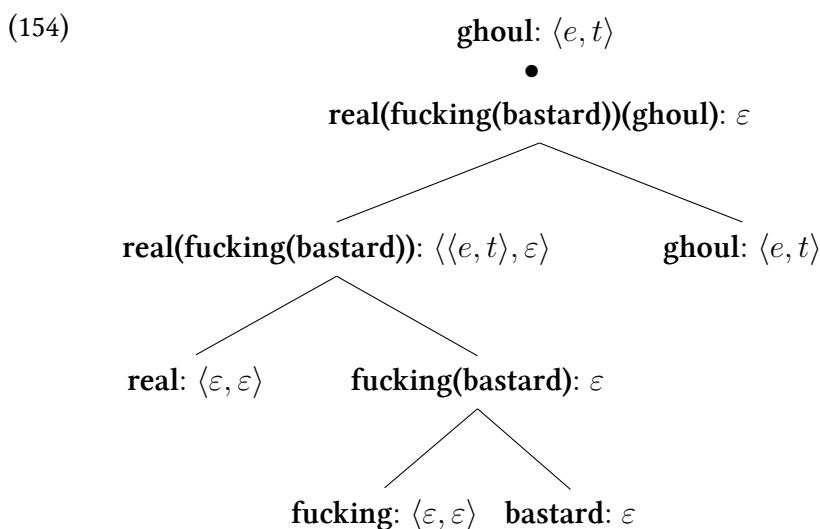 (154)
ghoul: ⟨e, t⟩
•
real(fucking(bastard))(ghoul): ε
real(fucking(bastard)): ⟨⟨e, t⟩, ε⟩ ghoul: ⟨e, t⟩
real: ⟨ε, ε⟩ fucking(bastard): ε
fucking: ⟨ε, ε⟩ bastard: ε